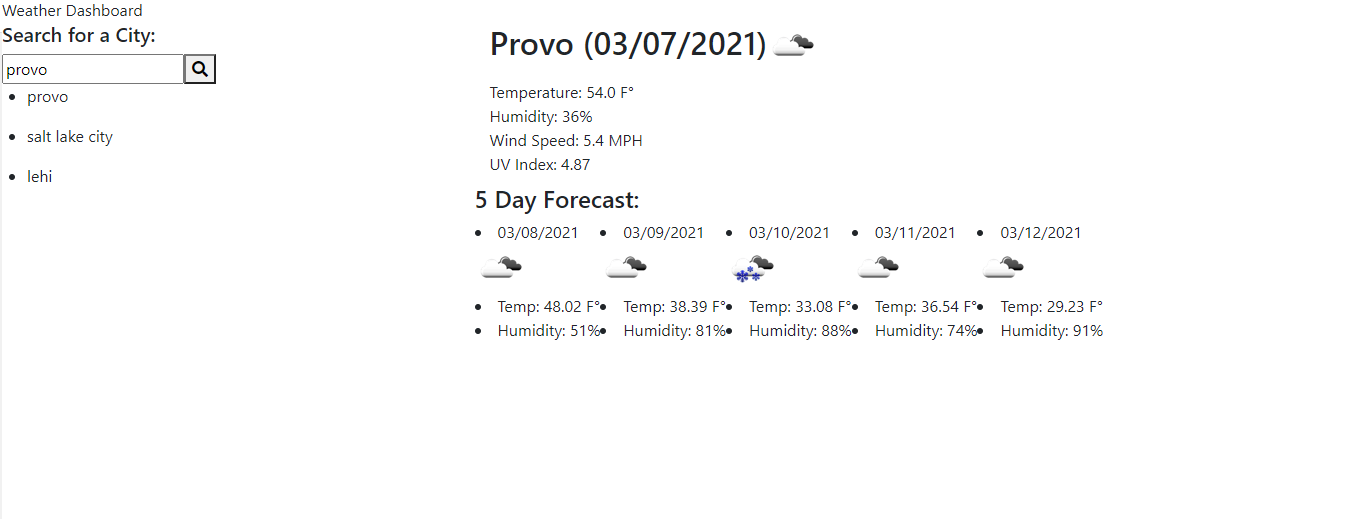 Weather Dashboard
Search for a City:
provo
• provo
• salt lake city
• lehi
Provo (03/07/2021)
Temperature: 54.0 F°
Humidity: 36%
Wind Speed: 5.4 MPH
UV Index: 4.87
5 Day Forecast:
• 03/08/2021 • 03/09/2021 • 03/10/2021 • 03/11/2021 • 03/12/2021
• Temp: 48.02 F° • Temp: 38.39 F° • Temp: 33.08 F° • Temp: 36.54 F° • Temp: 29.23 F°
• Humidity: 51% • Humidity: 81% • Humidity: 88% • Humidity: 74% • Humidity: 91%